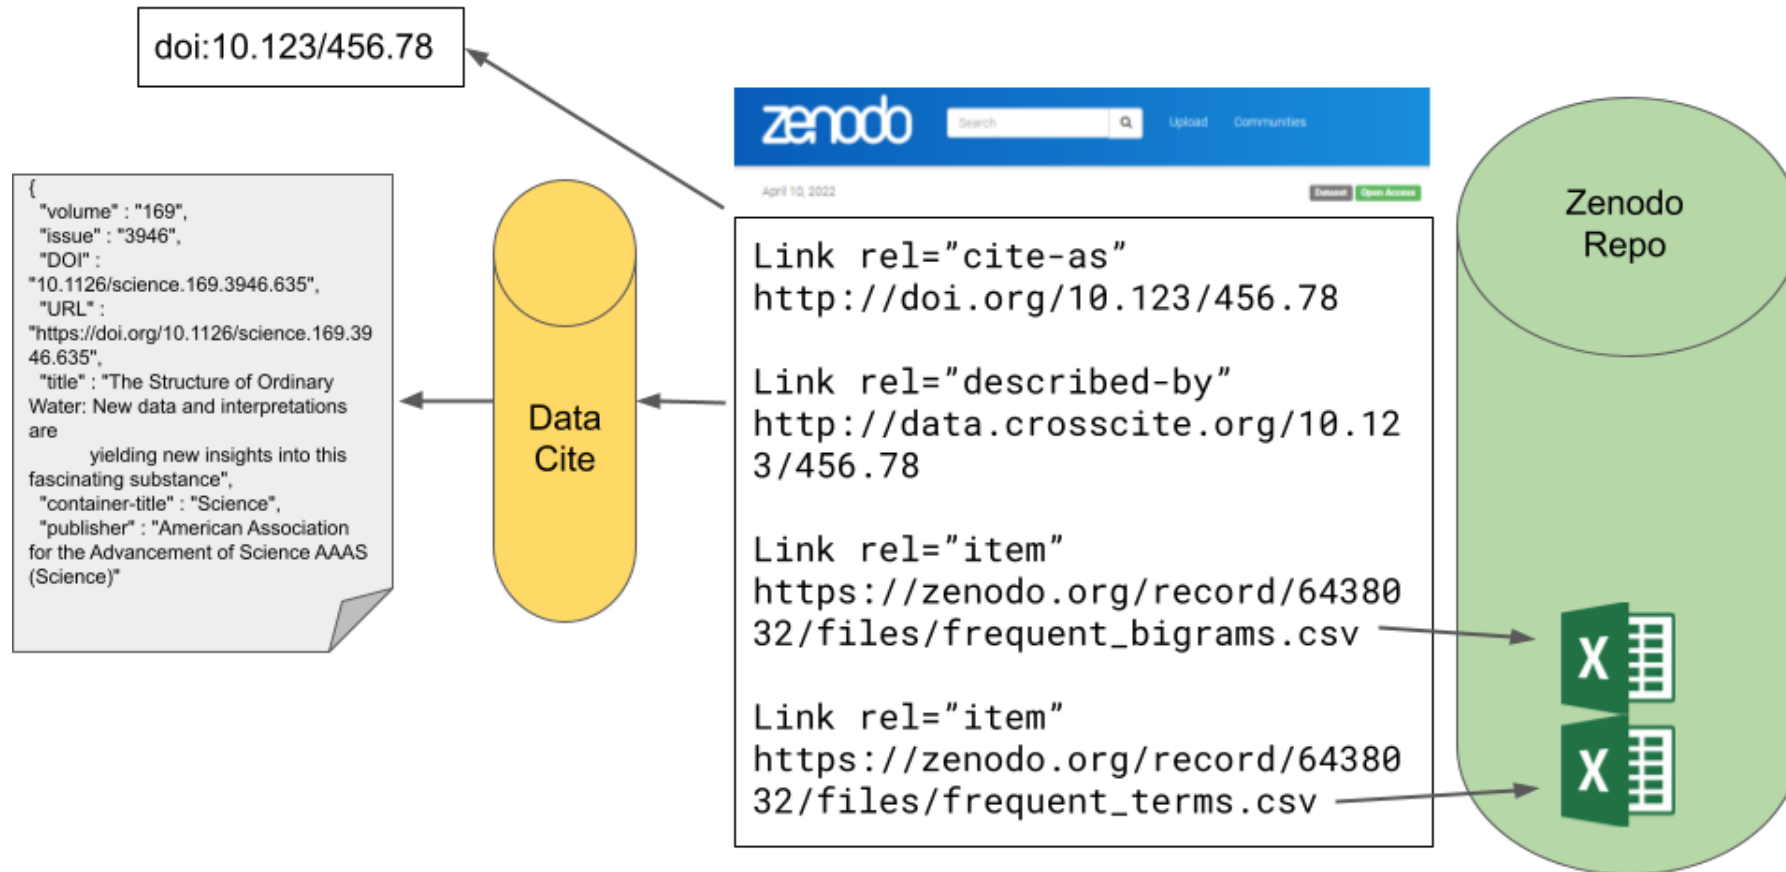 doi:10.123/456.78
zenodo
Search
Upload
Communities
April 10, 2022
Dataset
Open Access
{
"volume" : "169",
"issue" : "3946",
"DOI" :
"10.1126/science.169.3946.635",
"URL" :
"https://doi.org/10.1126/science.169.39
46.635",
"title" : "The Structure of Ordinary
Water: New data and interpretations
are
yielding new insights into this
fascinating substance",
"container-title" : "Science",
"publisher" : "American Association
for the Advancement of Science AAAS
(Science)"
Data
Cite
Link rel="cite-as"
http://doi.org/10.123/456.78
Link rel="described-by"
http://data.crosscite.org/10.12
3/456.78
Link rel="item"
https://zenodo.org/record/64380
32/files/frequent_bigrams.csv
Link rel="item"
https://zenodo.org/record/64380
32/files/frequent_terms.csv
Zenodo
Repo
X
X